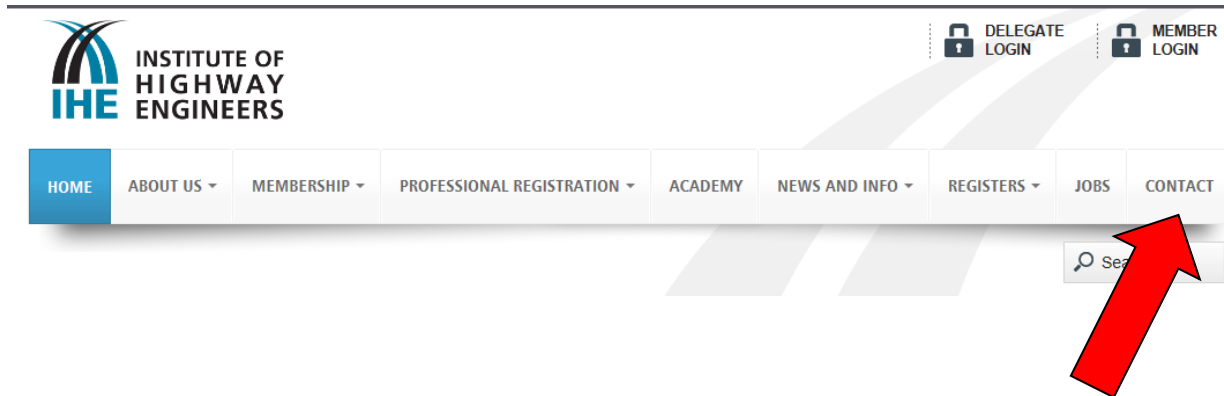 DELEGATE
LOGIN
MEMBER
LOGIN
IHE
INSTITUTE OF
HIGHWAY
ENGINEERS
HOME ABOUT US MEMBERSHIP PROFESSIONAL REGISTRATION ACADEMY NEWS AND INFO REGISTERS JOBS CONTACT